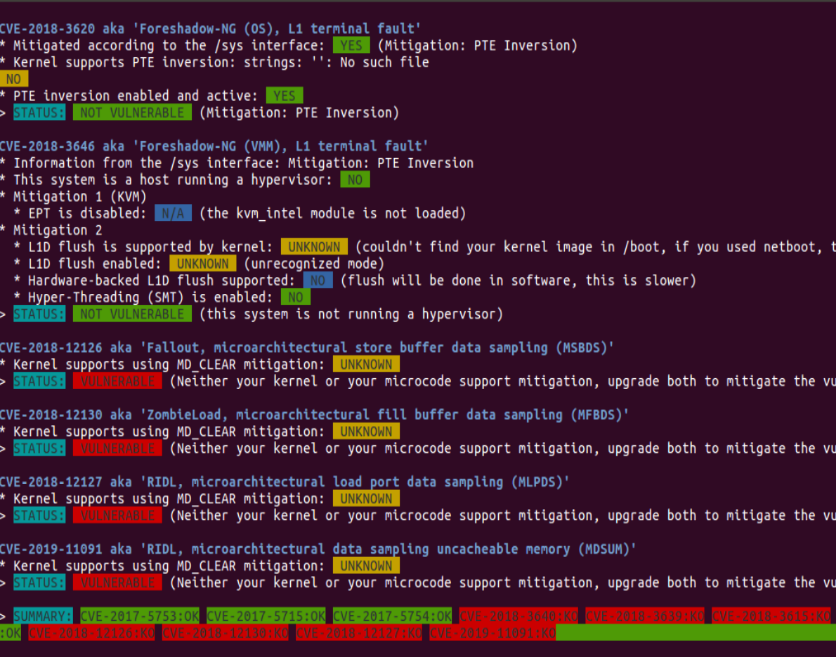 CVE-2018-3620 aka 'Foreshadow-NG (OS), L1 terminal fault'
* Mitigated according to the /sys interface: YES (Mitigation: PTE Inversion)
* Kernel supports PTE inversion: strings: '': No such file
NO
* PTE inversion enabled and active: YES
> STATUS: NOT VULNERABLE (Mitigation: PTE Inversion)
CVE-2018-3646 aka 'Foreshadow-NG (VMM), L1 terminal fault'
* Information from the /sys interface: Mitigation: PTE Inversion
* This system is a host running a hypervisor: NO
* Mitigation 1 (KVM)
* EPT is disabled: N/A (the kvm_intel module is not loaded)
* Mitigation 2
* L1D flush is supported by kernel: UNKNOWN (couldn't find your kernel image in /boot, if you used netboot, t
* L1D flush enabled: UNKNOWN (unrecognized mode)
* Hardware-backed L1D flush supported: NO (flush will be done in software, this is slower)
* Hyper-Threading (SMT) is enabled: NO
> STATUS: NOT VULNERABLE (this system is not running a hypervisor)
CVE-2018-12126 aka 'Fallout, microarchitectural store buffer data sampling (MSBDS)'
* Kernel supports using MD_CLEAR mitigation: UNKNOWN
> STATUS: VULNERABLE (Neither your kernel or your microcode support mitigation, upgrade both to mitigate the vu
CVE-2018-12130 aka 'ZombieLoad, microarchitectural fill buffer data sampling (MFBDS)'
* Kernel supports using MD_CLEAR mitigation: UNKNOWN
> STATUS: VULNERABLE (Neither your kernel or your microcode support mitigation, upgrade both to mitigate the vu
CVE-2018-12127 aka 'RIDL, microarchitectural load port data sampling (MLPDS)'
* Kernel supports using MD_CLEAR mitigation: UNKNOWN
> STATUS: VULNERABLE (Neither your kernel or your microcode support mitigation, upgrade both to mitigate the vu
CVE-2019-11091 aka 'RIDL, microarchitectural data sampling uncacheable memory (MDSUM)'
* Kernel supports using MD_CLEAR mitigation: UNKNOWN
> STATUS: VULNERABLE (Neither your kernel or your microcode support mitigation, upgrade both to mitigate the vu
> SUMMARY: CVE-2017-5753:OK CVE-2017-5715:OK CVE-2017-5754:OK CVE-2018-3640:KO CVE-2018-3639:KO CVE-2018-3615:KO
:OK CVE-2018-12126:KO CVE-2018-12130:KO CVE-2018-12127:KO CVE-2019-11091:KO